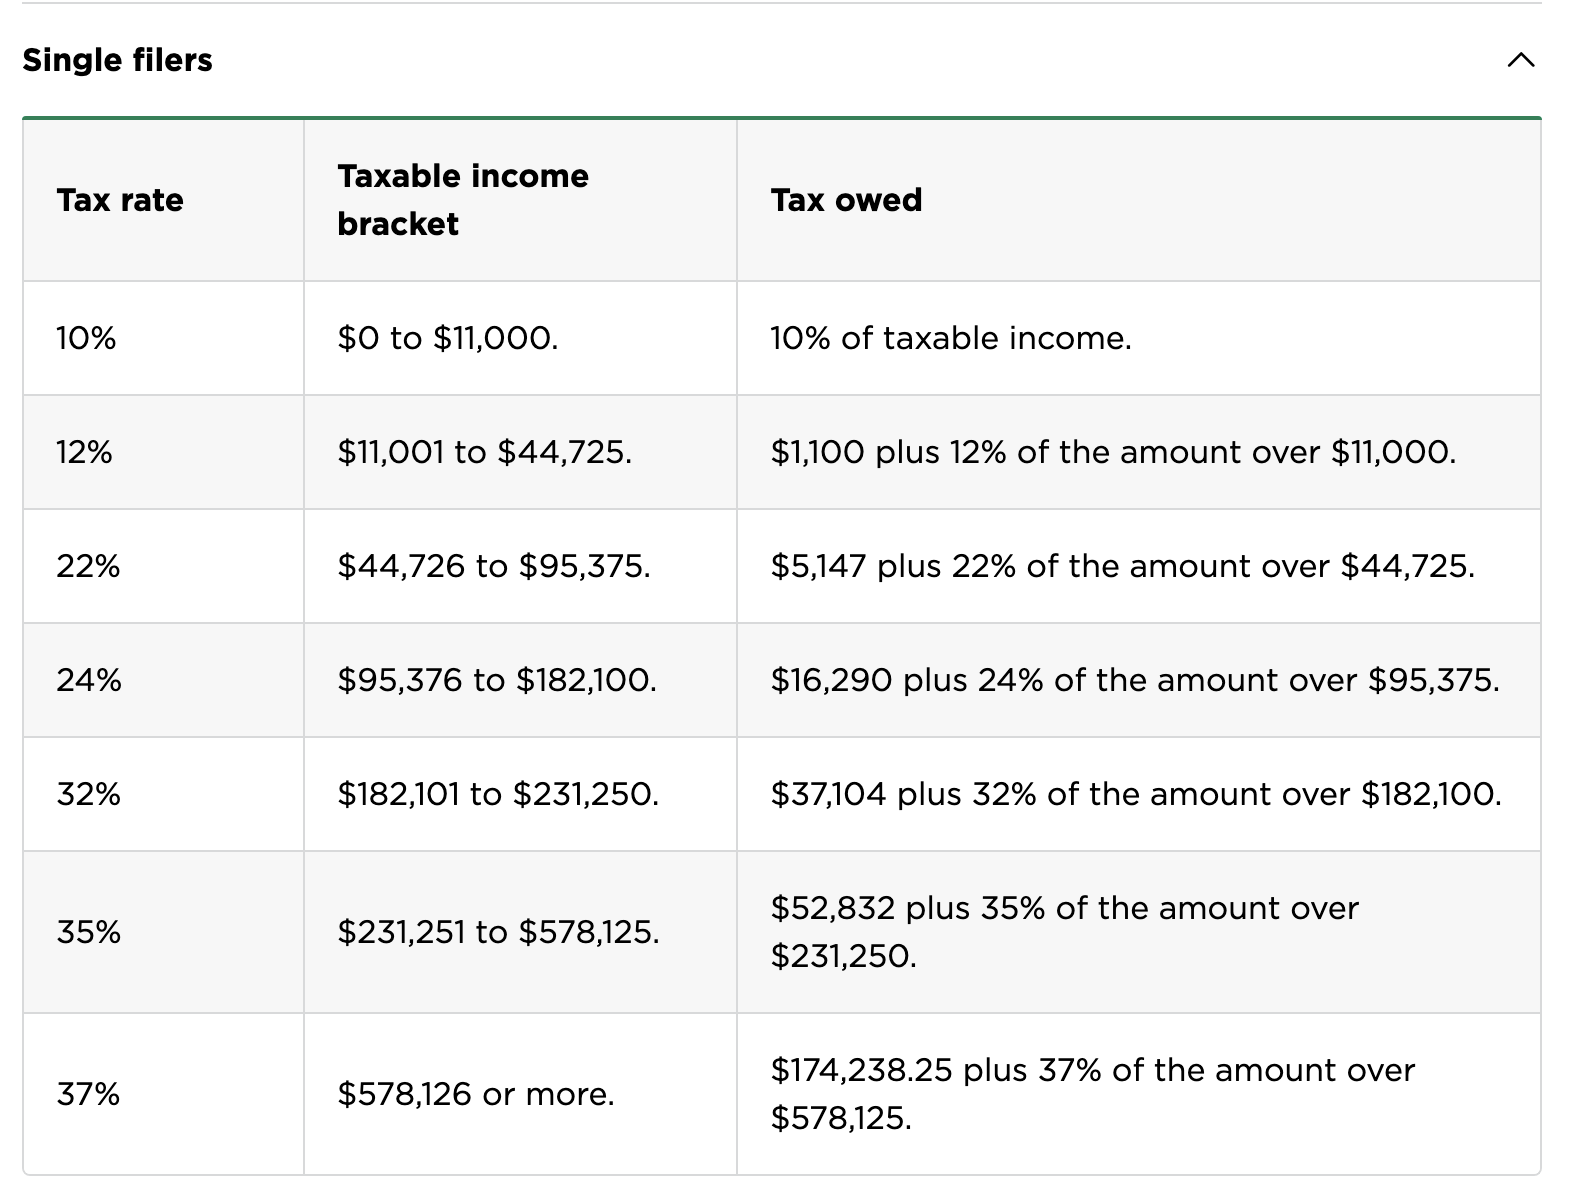 Single filers
Tax rate
Taxable income
bracket
Tax owed
10%
$0 to $11,000.
10% of taxable income.
12%
$11,001 to $44,725.
$1,100 plus 12% of the amount over $11,000.
22%
$44,726 to $95,375.
$5,147 plus 22% of the amount over $44,725.
24%
$95,376 to $182,100.
$16,290 plus 24% of the amount over $95,375.
32%
$182,101 to $231,250.
$37,104 plus 32% of the amount over $182,100.
35%
$231,251 to $578,125.
$52,832 plus 35% of the amount over
$231,250.
37%
$578,126 or more.
$174,238.25 plus 37% of the amount over
$578,125.